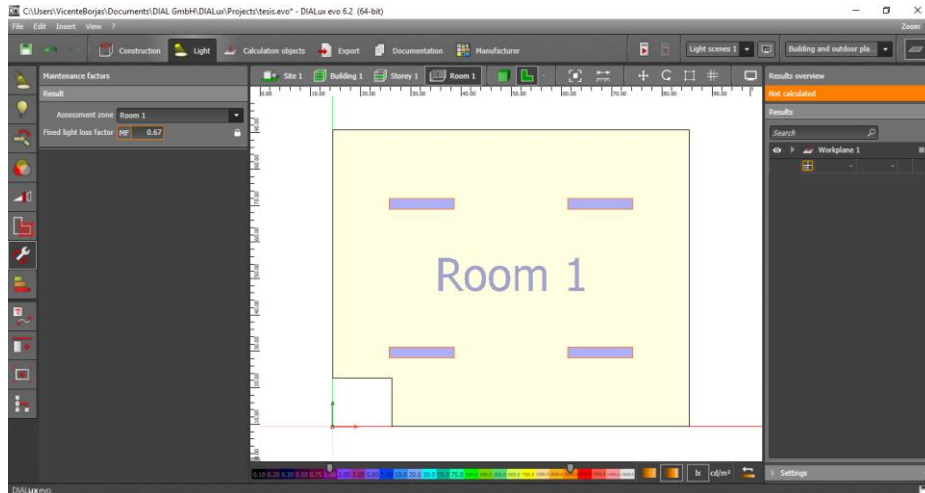 C:\Users\VicenteBorjas\Documents\DIAL GmbH\DIALux\Projects\tesis.evo* - DIALux evo 6.2 (64-bit)
File Edit Insert View ? Zoom
Construction Light Calculation objects Export Documentation Manufacturer Light scenes 1 Building and outdoor pla...
Maintenance factors Site 1 Building 1 Storey 1 Room 1 Results overview
Result Not calculated
Assessment zone Room 1 Results
Fixed light loss factor MF 0.67 Search
Workplane 1
Room 1
lx cd/m² Settings
DIALux evo